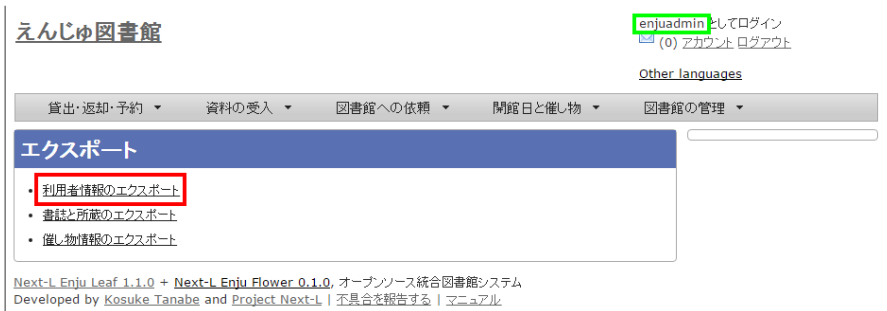 えんじゅ図書館
enjuadmin としてログイン
(0) アカウント ログアウト
Other languages
貸出・返却・予約 ▼ 資料の受入 ▼ 図書館への依頼 ▼ 開館日と催し物 ▼ 図書館の管理 ▼
エクスポート
• 利用者情報のエクスポート
• 書誌と所蔵のエクスポート
• 催し物情報のエクスポート
Next-L Enju Leaf 1.1.0 + Next-L Enju Flower 0.1.0, オープンソース統合図書館システム
Developed by Kosuke Tanabe and Project Next-L | 不具合を報告する | マニュアル